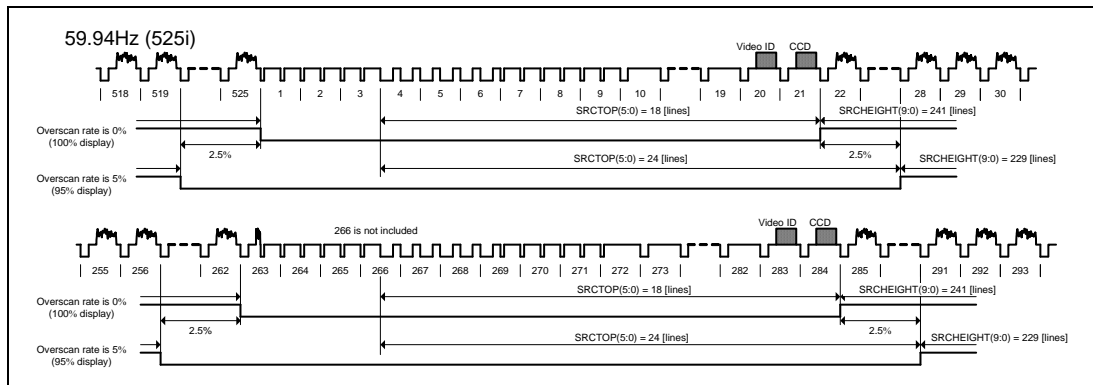 59.94Hz (525i)
Video ID CCD
518 519 525 1 2 3 4 5 6 7 8 9 10 19 20 21 22 28 29 30
SRCTOP(5:0) = 18 [lines] SRCHEIGHT(9:0) = 241 [lines]
Overscan rate is 0%
(100% display)
2.5% SRCTOP(5:0) = 24 [lines] 2.5% SRCHEIGHT(9:0) = 229 [lines]
Overscan rate is 5%
(95% display)
266 is not included
Video ID CCD
255 256 262 263 264 265 266 267 268 269 270 271 272 273 282 283 284 285 291 292 293
SRCTOP(5:0) = 18 [lines] SRCHEIGHT(9:0) = 241 [lines]
Overscan rate is 0%
(100% display)
2.5% SRCTOP(5:0) = 24 [lines] 2.5% SRCHEIGHT(9:0) = 229 [lines]
Overscan rate is 5%
(95% display)